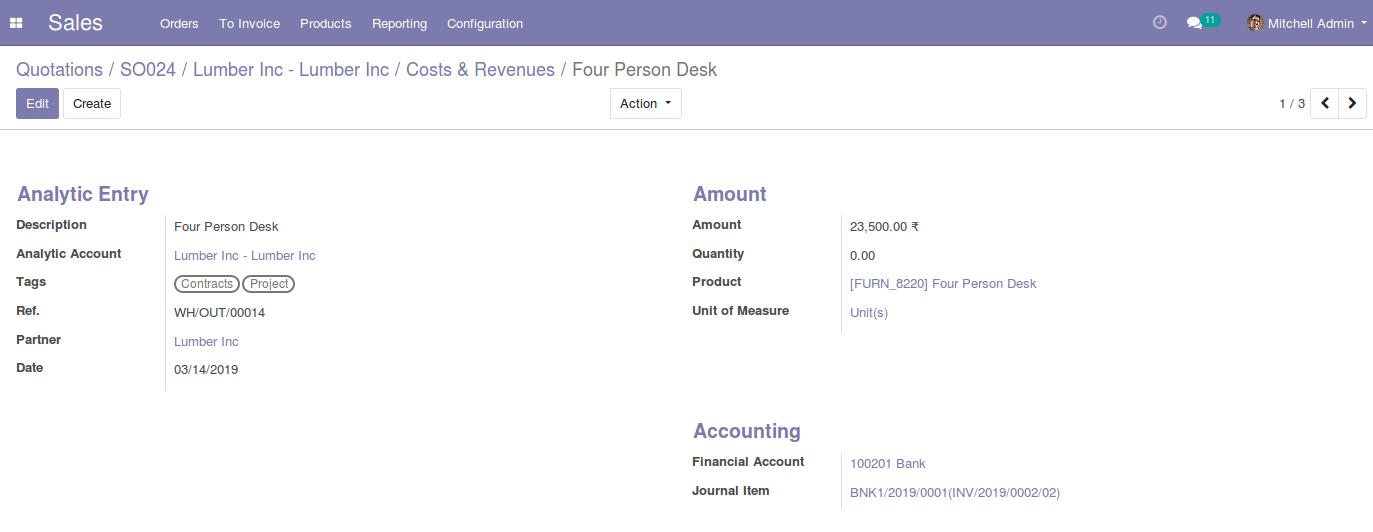 Sales Orders To Invoice Products Reporting Configuration 11 Mitchell Admin
Quotations / SO024 / Lumber Inc - Lumber Inc / Costs & Revenues / Four Person Desk
Edit Create Action 1 / 3
Analytic Entry
Description Four Person Desk
Analytic Account Lumber Inc - Lumber Inc
Tags Contracts Project
Ref. WH/OUT/00014
Partner Lumber Inc
Date 03/14/2019
Amount
Amount 23,500.00 ₹
Quantity 0.00
Product [FURN_8220] Four Person Desk
Unit of Measure Unit(s)
Accounting
Financial Account 100201 Bank
Journal Item BNK1/2019/0001(INV/2019/0002/02)